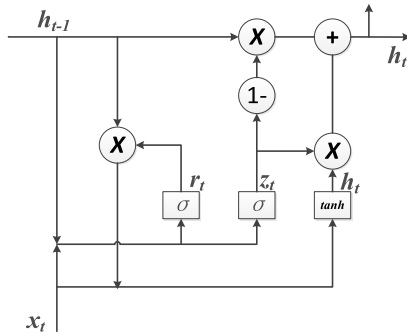 h_{t-1}
X
+
h_t
1-
X
X
r_t
z_t
h_t
σ
σ
tanh
x_t